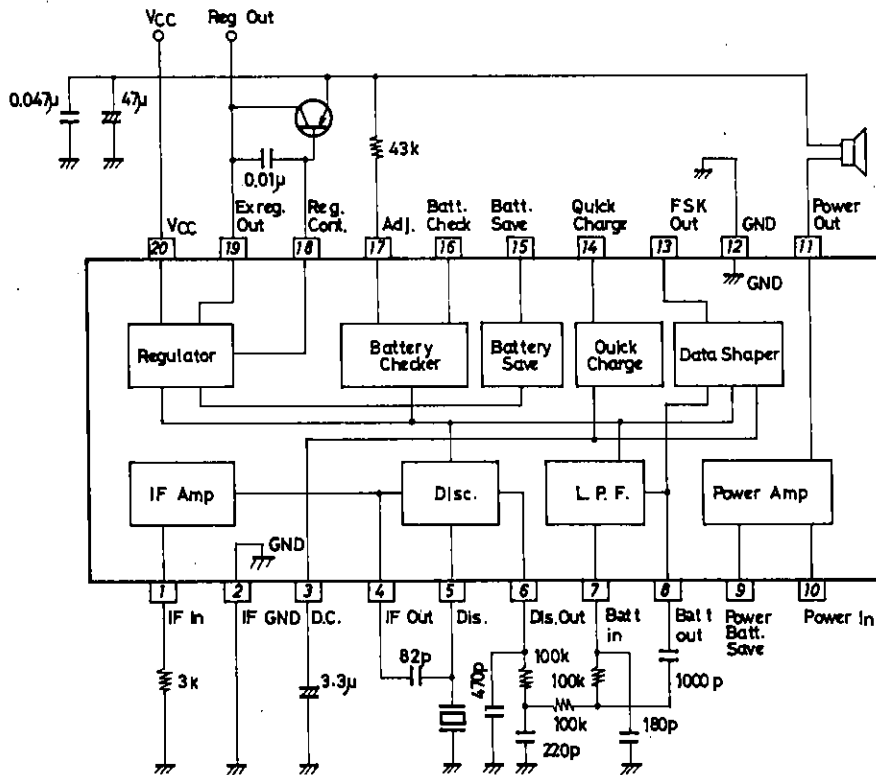 VCC
Reg Out
0.047μ
47μ
43k
0.01μ
VCC
Exreg.
Out
Reg.
Cont.
Adj.
Batt.
Check
Batt.
Save
Quick
Charge
FSK
Out
GND
Power
Out
20
19
18
17
16
15
14
13
12
11
GND
Regulator
Battery
Checker
Battery
Save
Quick
Charge
Data Shaper
IF Amp
Disc.
L. P. F.
Power Amp
GND
1
2
3
4
5
6
7
8
9
10
IF In
IF GND
D.C.
IF Out
Dis.
Dis.Out
Batt
in
Batt
out
Power
Batt.
Save
Power In
3k
3.3μ
82p
470p
100k
100k
100k
220p
180p
1000p